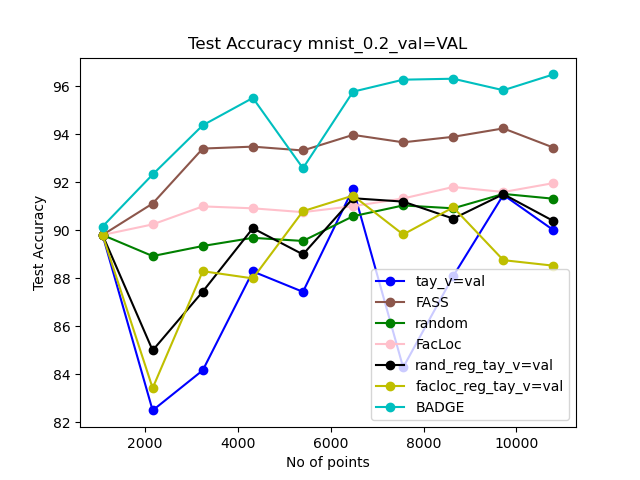 Test Accuracy mnist_0.2_val=VAL
96
94
92
90
88
86
84
82
Test Accuracy
2000
4000
6000
8000
10000
No of points
tay_v=val
FASS
random
FacLoc
rand_reg_tay_v=val
facloc_reg_tay_v=val
BADGE